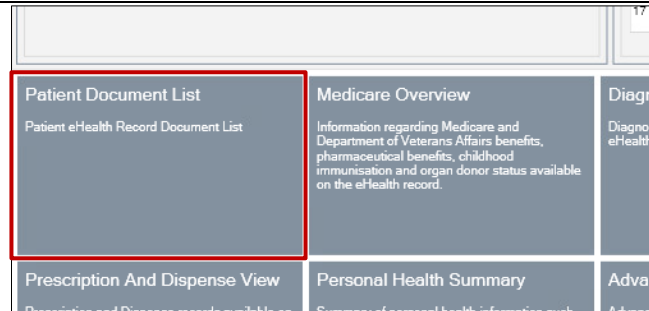 17
Patient Document List
Patient eHealth Record Document List
Medicare Overview
Information regarding Medicare and
Department of Veterans Affairs benefits,
pharmaceutical benefits, childhood
immunisation and organ donor status available
on the eHealth record.
Diagn
Diagno
eHealth
Prescription And Dispense View
Personal Health Summary
Adva